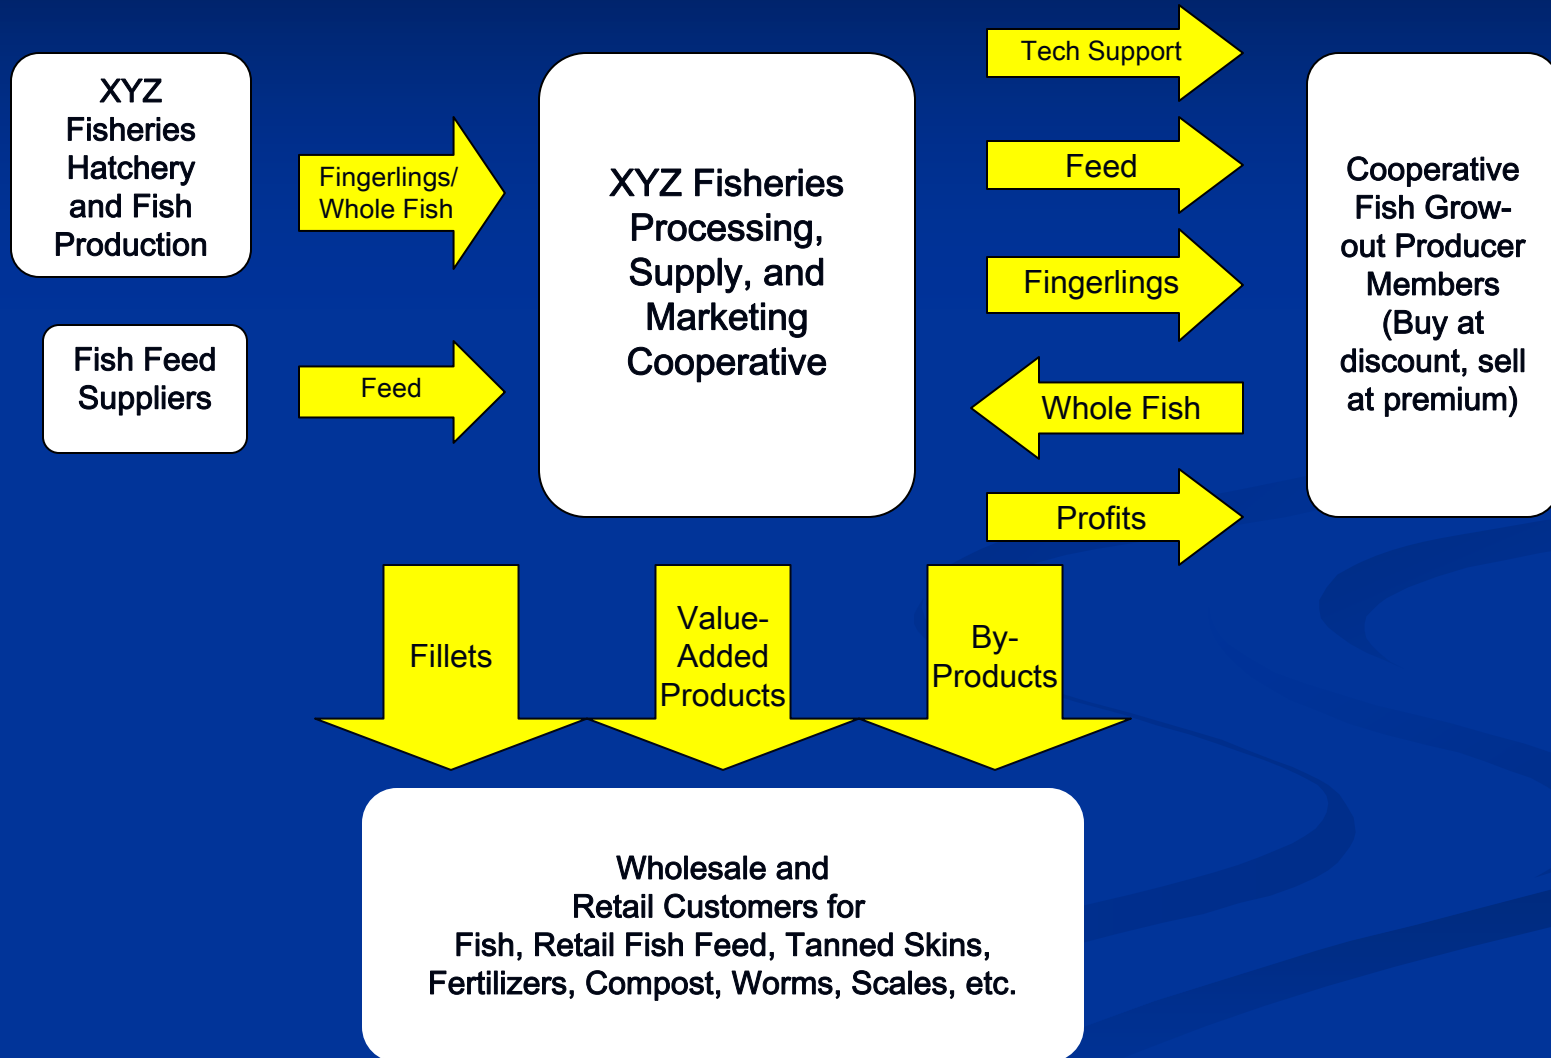 XYZ
Fisheries
Hatchery
and Fish
Production
Fingerlings/
Whole Fish
Fish Feed
Suppliers
Feed
XYZ Fisheries
Processing,
Supply, and
Marketing
Cooperative
Tech Support
Feed
Fingerlings
Whole Fish
Profits
Cooperative
Fish Grow-
out Producer
Members
(Buy at
discount, sell
at premium)
Fillets
Value-
Added
Products
By-
Products
Wholesale and
Retail Customers for
Fish, Retail Fish Feed, Tanned Skins,
Fertilizers, Compost, Worms, Scales, etc.